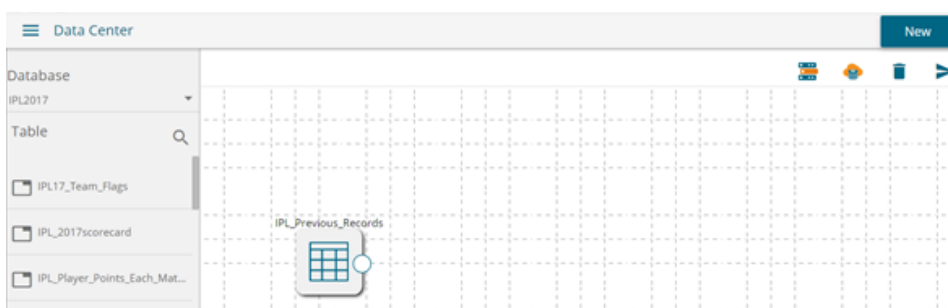 Data Center
New
Database
IPL2017
Table
IPL17_Team_Flags
IPL_2017scorecard
IPL_Player_Points_Each_Mat...
IPL_Previous_Records